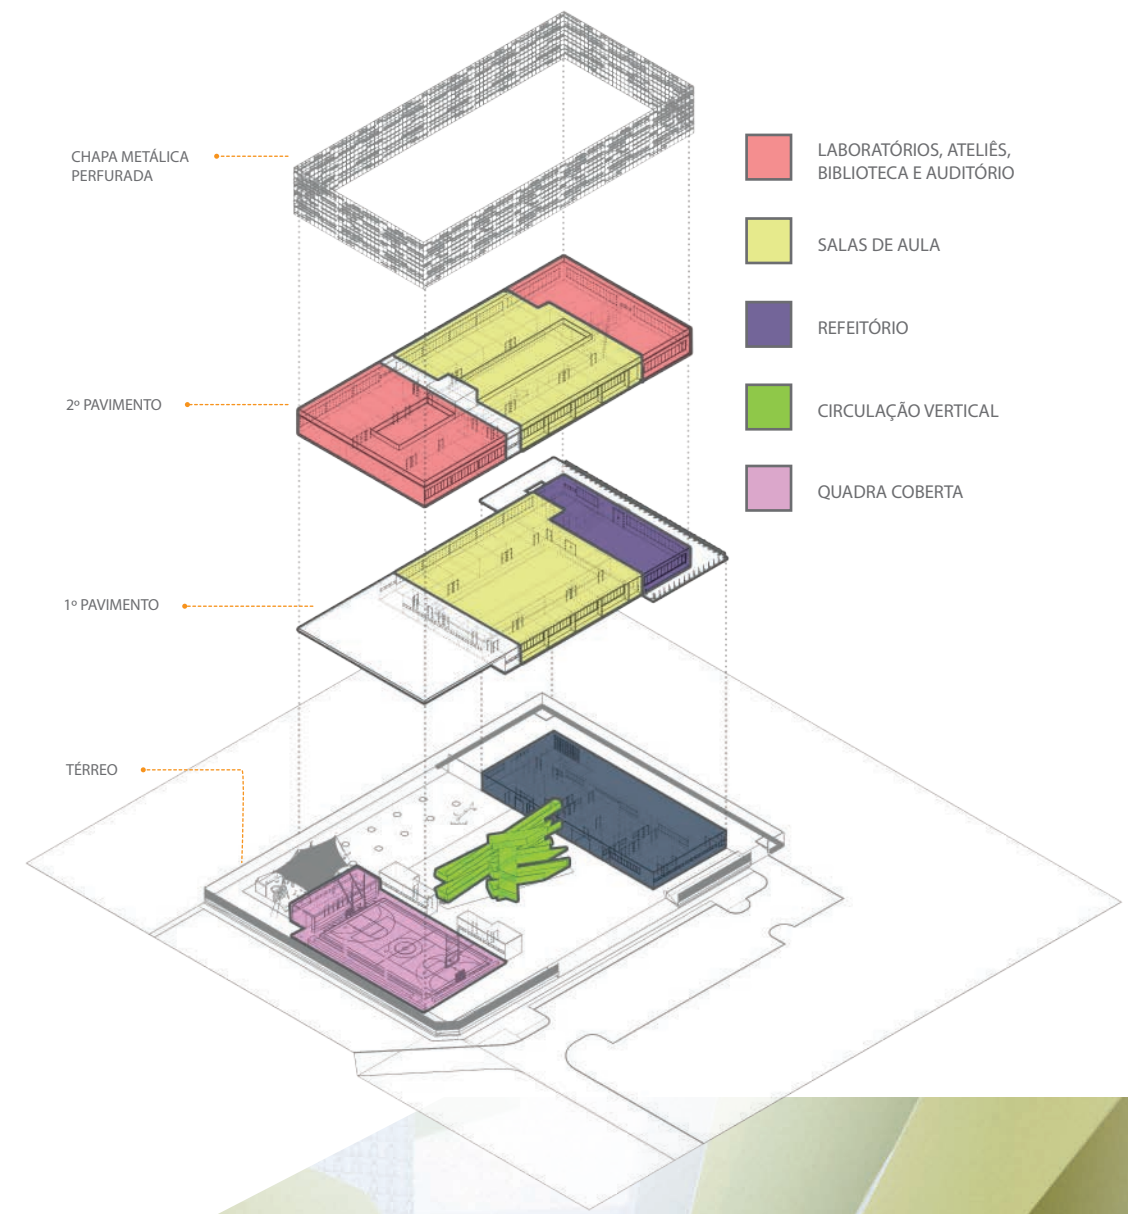 CHAPA METÁLICA
PERFURADA
2º PAVIMENTO
1º PAVIMENTO
TÉRREO
LABORATÓRIOS, ATELIÊS,
BIBLIOTECA E AUDITÓRIO
SALAS DE AULA
REFEITÓRIO
CIRCULAÇÃO VERTICAL
QUADRA COBERTA